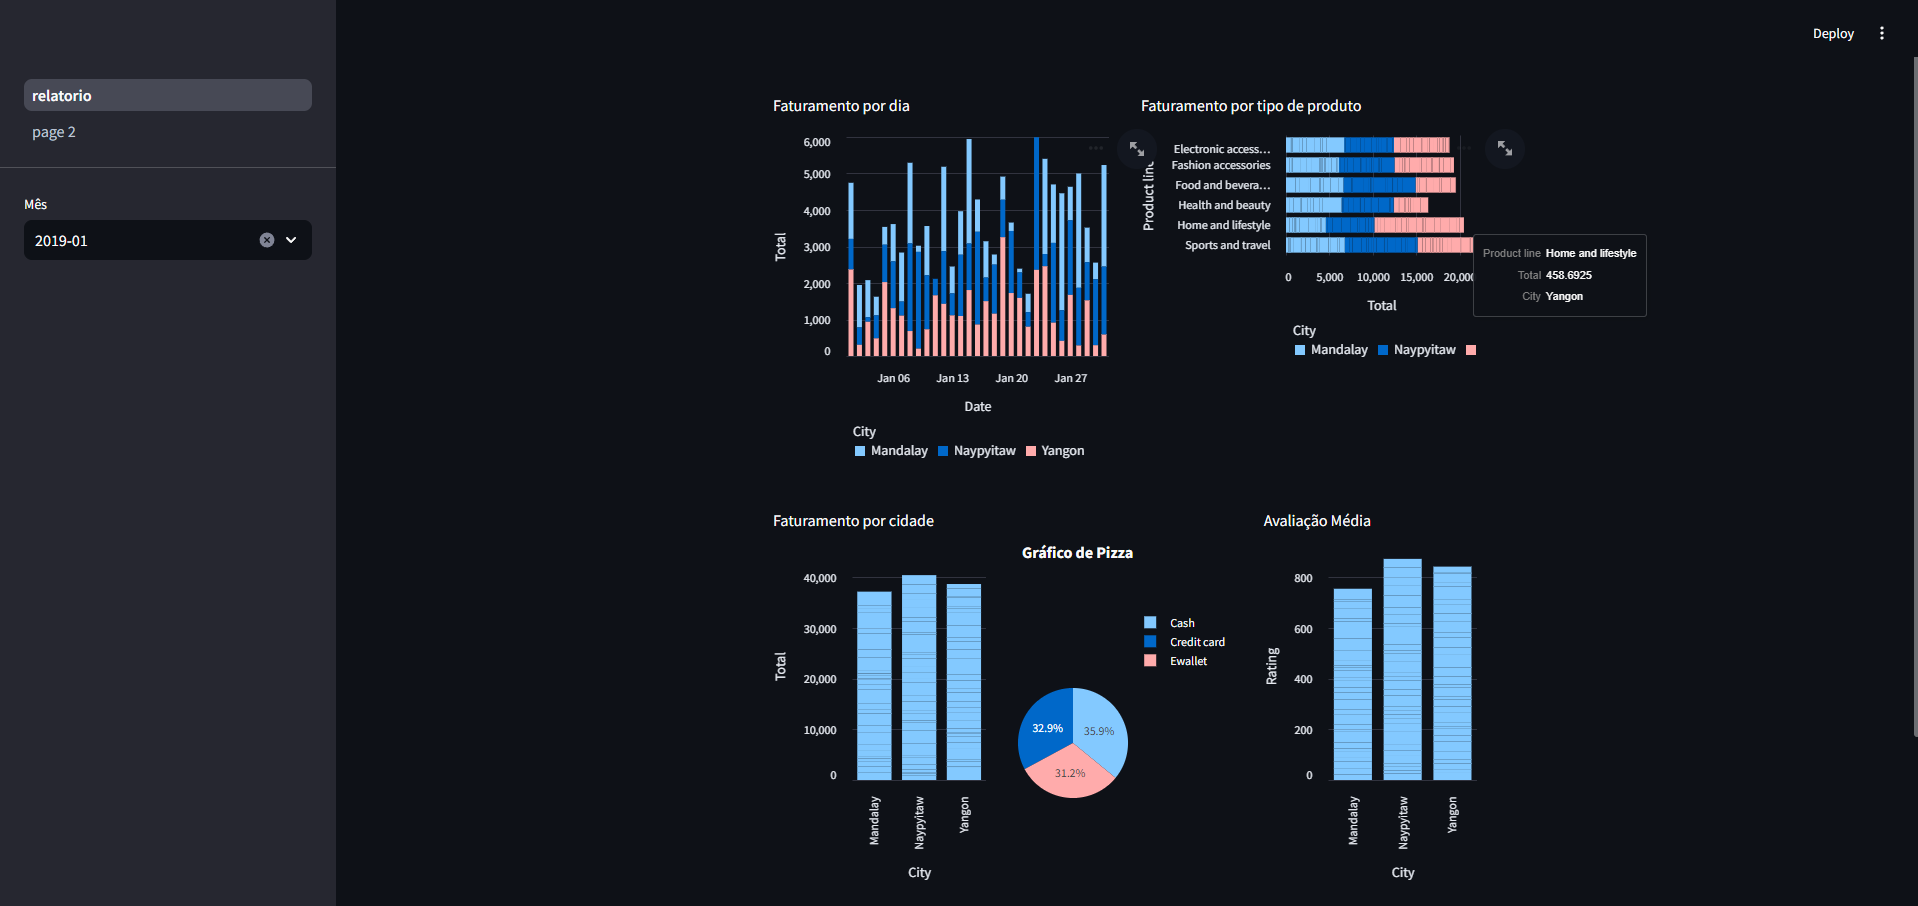 Deploy
relatorio
page 2
Mês
2019-01
Faturamento por dia
6,000
5,000
4,000
3,000
2,000
1,000
0
Total
Jan 06 Jan 13 Jan 20 Jan 27
Date
City
Mandalay Naypyitaw Yangon
Faturamento por tipo de produto
Product line
Electronic access…
Fashion accessories
Food and bevera…
Health and beauty
Home and lifestyle
Sports and travel
0 5,000 10,000 15,000 20,000
Total
City
Mandalay Naypyitaw
Product line Home and lifestyle
Total 458.6925
City Yangon
Faturamento por cidade
40,000
30,000
20,000
10,000
0
Total
Mandalay
Naypyitaw
Yangon
City
Gráfico de Pizza
Cash
Credit card
Ewallet
32.9%
35.9%
31.2%
Avaliação Média
800
600
400
200
0
Rating
Mandalay
Naypyitaw
Yangon
City